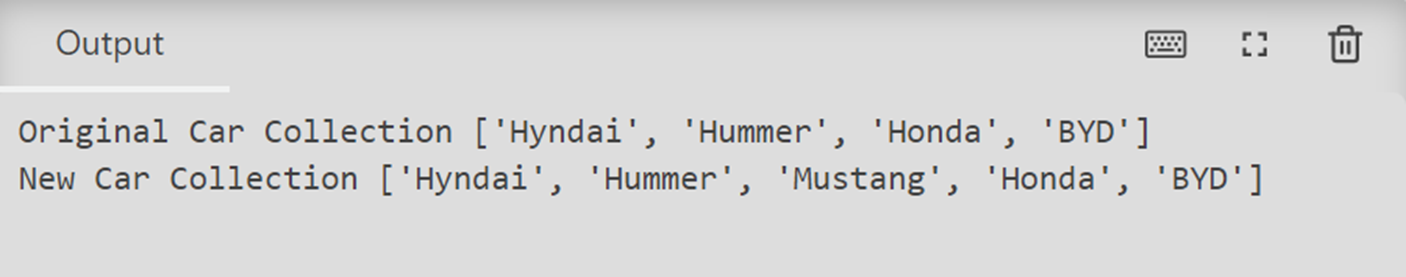 Output
Original Car Collection ['Hyndai', 'Hummer', 'Honda', 'BYD']
New Car Collection ['Hyndai', 'Hummer', 'Mustang', 'Honda', 'BYD']